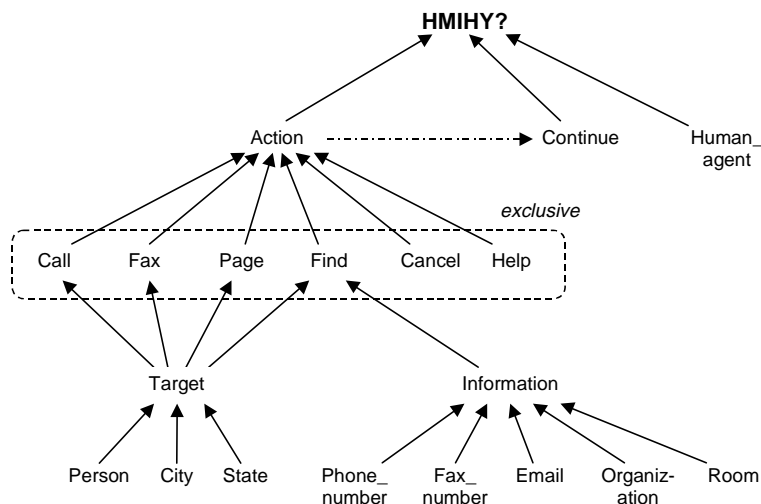 HMIHY?
Action
Continue
Human_
agent
exclusive
Call
Fax
Page
Find
Cancel
Help
Target
Information
Person
City
State
Phone_
number
Fax_
number
Email
Organiz-
ation
Room